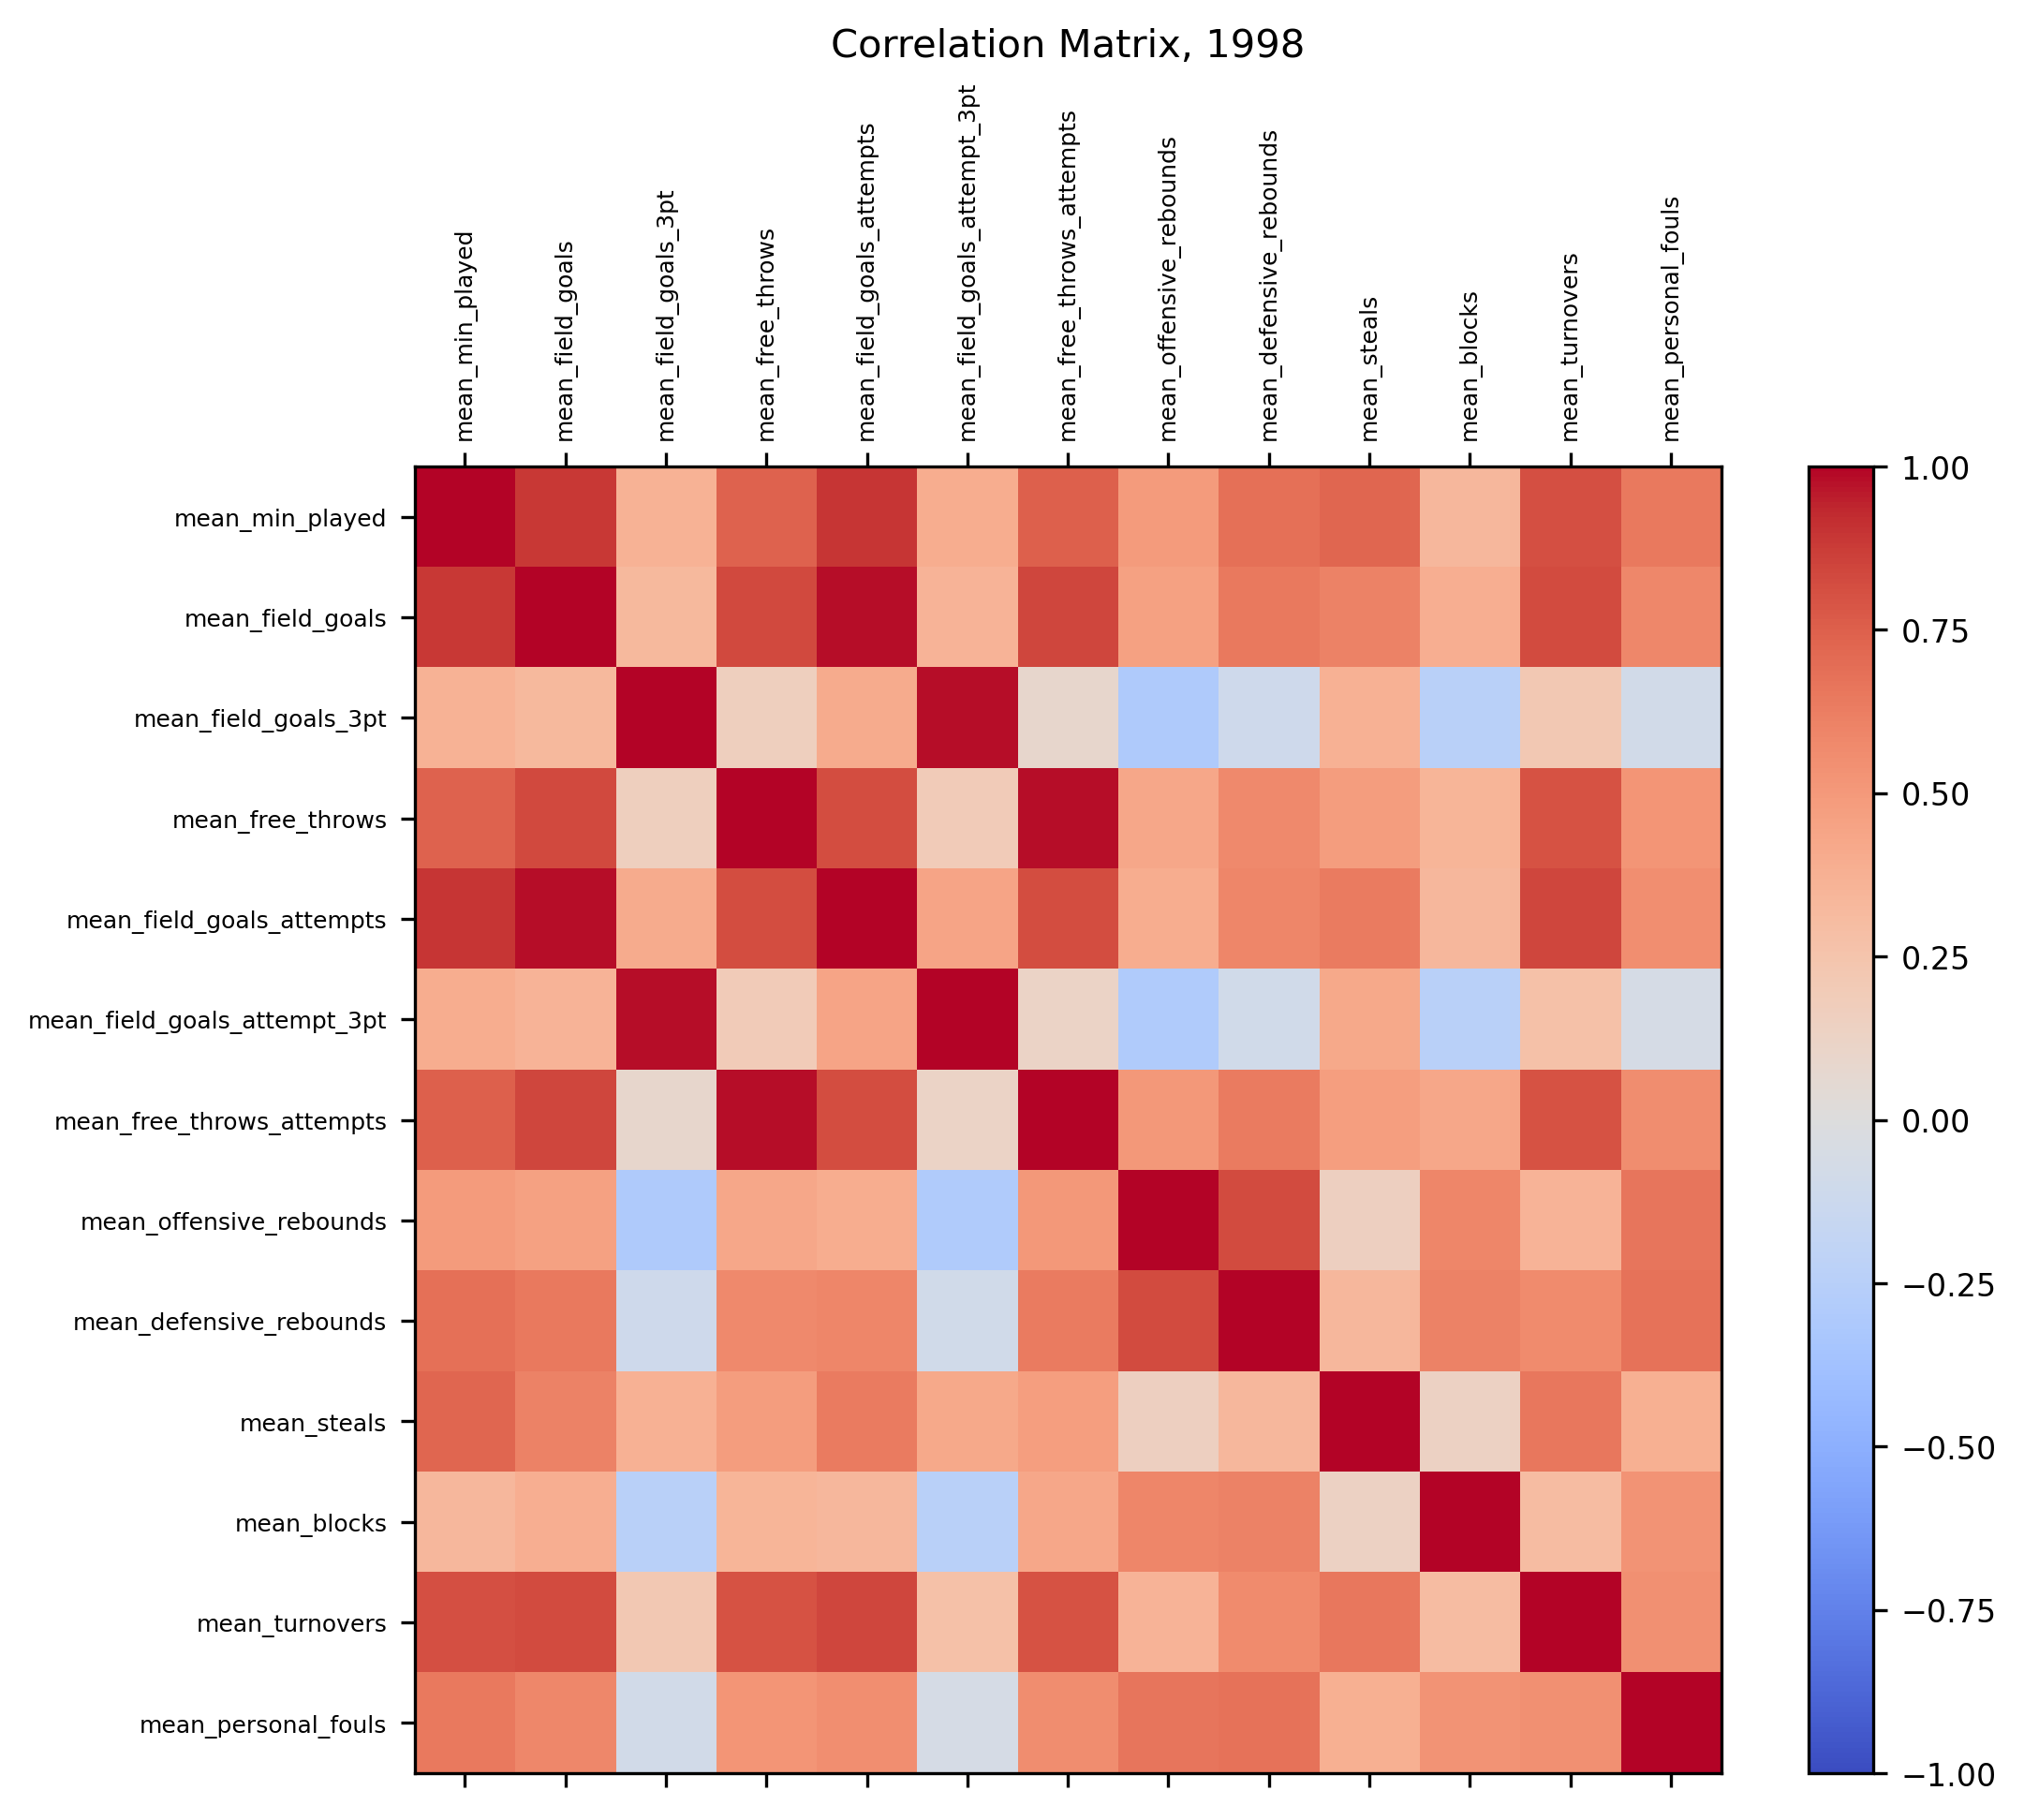 Correlation Matrix, 1998
mean_min_played
mean_field_goals
mean_field_goals_3pt
mean_free_throws
mean_field_goals_attempts
mean_field_goals_attempt_3pt
mean_free_throws_attempts
mean_offensive_rebounds
mean_defensive_rebounds
mean_steals
mean_blocks
mean_turnovers
mean_personal_fouls
mean_min_played
mean_field_goals
mean_field_goals_3pt
mean_free_throws
mean_field_goals_attempts
mean_field_goals_attempt_3pt
mean_free_throws_attempts
mean_offensive_rebounds
mean_defensive_rebounds
mean_steals
mean_blocks
mean_turnovers
mean_personal_fouls
1.00
0.75
0.50
0.25
0.00
−0.25
−0.50
−0.75
−1.00